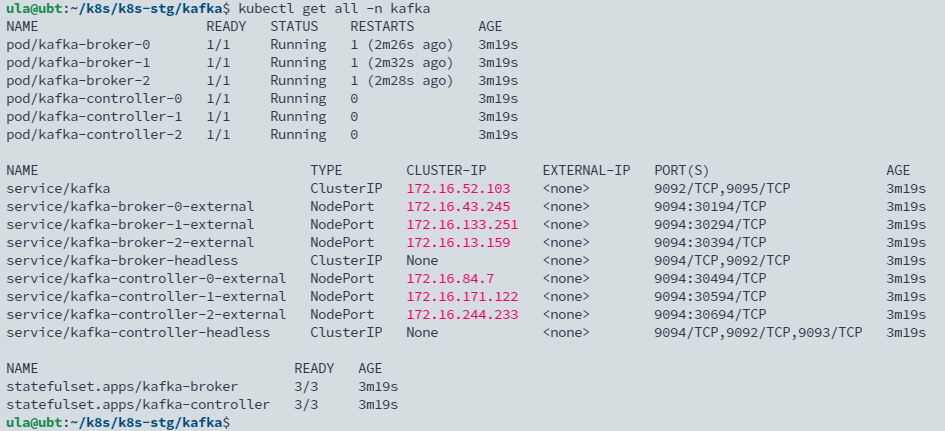 ula@ubt:~/k8s/k8s-stg/kafka$ kubectl get all -n kafka
NAME                     READY   STATUS    RESTARTS        AGE
pod/kafka-broker-0       1/1     Running   1 (2m26s ago)   3m19s
pod/kafka-broker-1       1/1     Running   1 (2m32s ago)   3m19s
pod/kafka-broker-2       1/1     Running   1 (2m28s ago)   3m19s
pod/kafka-controller-0   1/1     Running   0               3m19s
pod/kafka-controller-1   1/1     Running   0               3m19s
pod/kafka-controller-2   1/1     Running   0               3m19s

NAME                                  TYPE        CLUSTER-IP       EXTERNAL-IP   PORT(S)                      AGE
service/kafka                         ClusterIP   172.16.52.103    <none>        9092/TCP,9095/TCP            3m19s
service/kafka-broker-0-external       NodePort    172.16.43.245    <none>        9094:30194/TCP               3m19s
service/kafka-broker-1-external       NodePort    172.16.133.251   <none>        9094:30294/TCP               3m19s
service/kafka-broker-2-external       NodePort    172.16.13.159    <none>        9094:30394/TCP               3m19s
service/kafka-broker-headless         ClusterIP   None             <none>        9094/TCP,9092/TCP            3m19s
service/kafka-controller-0-external   NodePort    172.16.84.7      <none>        9094:30494/TCP               3m19s
service/kafka-controller-1-external   NodePort    172.16.171.122   <none>        9094:30594/TCP               3m19s
service/kafka-controller-2-external   NodePort    172.16.244.233   <none>        9094:30694/TCP               3m19s
service/kafka-controller-headless     ClusterIP   None             <none>        9094/TCP,9092/TCP,9093/TCP   3m19s

NAME                                READY   AGE
statefulset.apps/kafka-broker       3/3     3m19s
statefulset.apps/kafka-controller   3/3     3m19s
ula@ubt:~/k8s/k8s-stg/kafka$